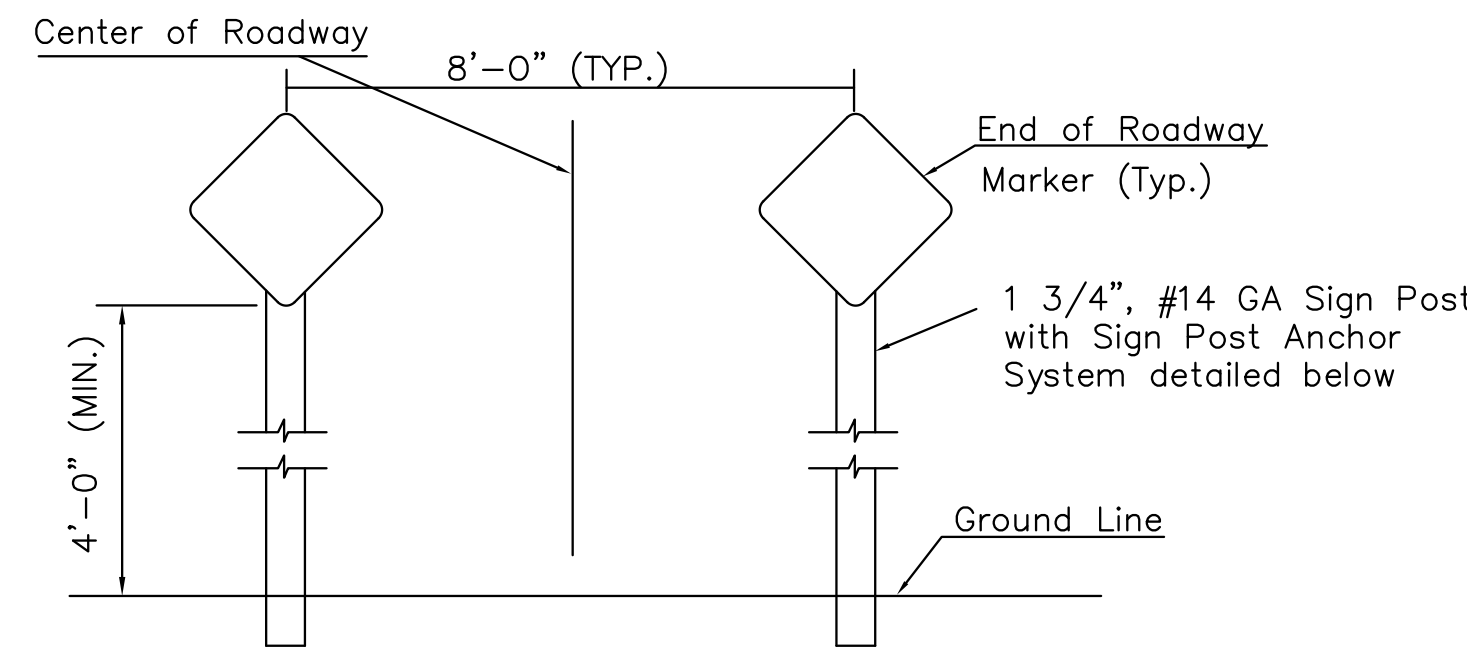 Center of Roadway
8'-0" (TYP.)
End of Roadway
Marker (Typ.)
1 3/4", #14 GA Sign Post
with Sign Post Anchor
System detailed below
4'-0" (MIN.)
Ground Line